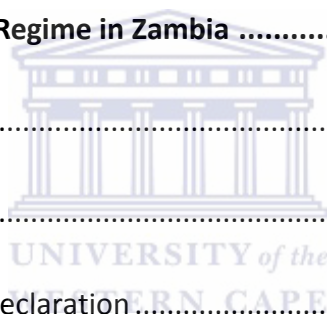 Regime in Zambia ............
................................
................................
UNIVERSITY of the
eclaration ......................
WESTERN CAPE